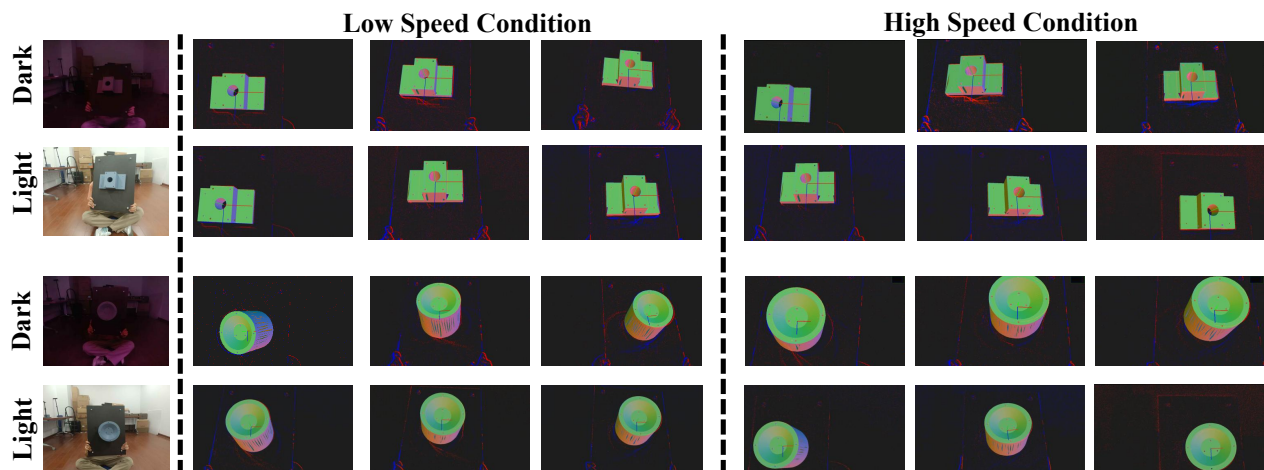 Low Speed Condition
High Speed Condition
Dark
Light
Dark
Light